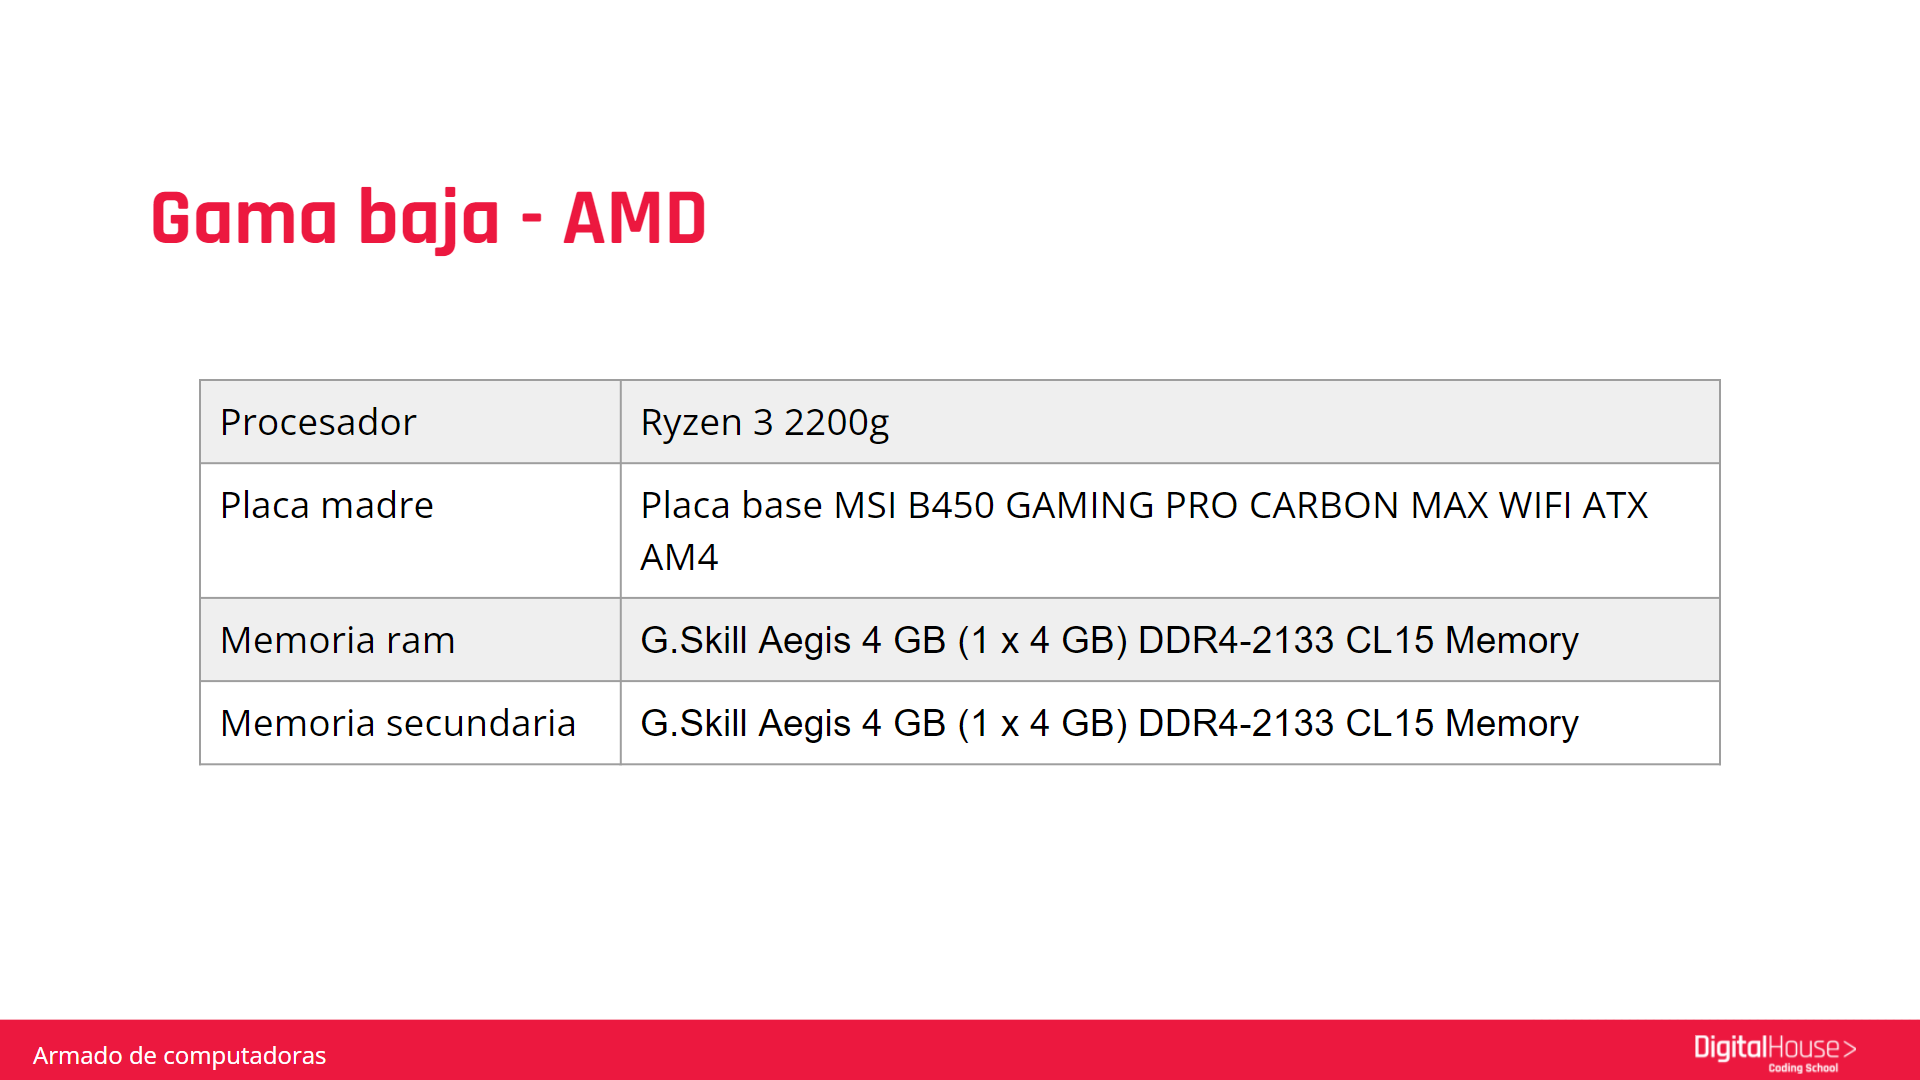 Gama baja - AMD
Procesador
Ryzen 3 2200g
Placa madre
Placa base MSI B450 GAMING PRO CARBON MAX WIFI ATX
AM4
Memoria ram
G.Skill Aegis 4 GB (1 x 4 GB) DDR4-2133 CL15 Memory
Memoria secundaria
G.Skill Aegis 4 GB (1 x 4 GB) DDR4-2133 CL15 Memory
Armado de computadoras
DigitalHouse>
Coding School